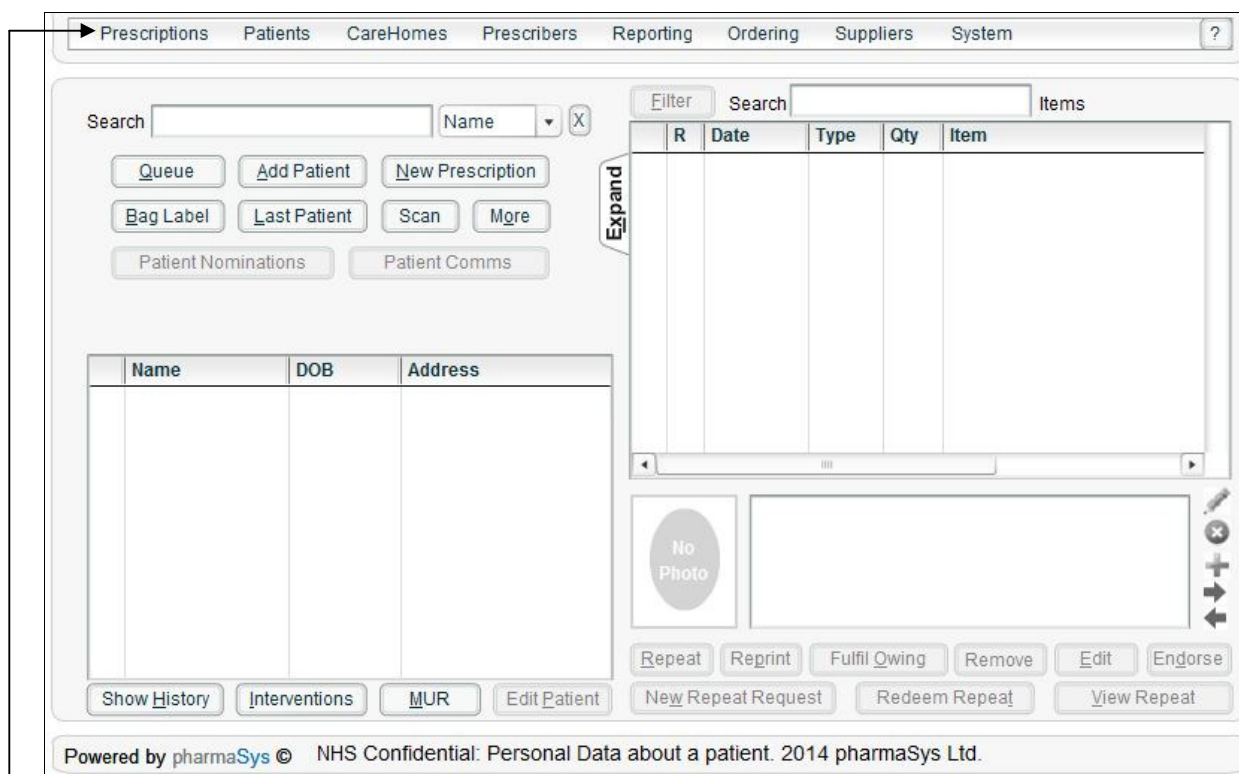 Prescriptions Patients CareHomes Prescribers Reporting Ordering Suppliers System ?
Search Name X
Queue Add Patient New Prescription
Bag Label Last Patient Scan More
Patient Nominations Patient Comms
Expand
Filter Search Items
R Date Type Qty Item
Name DOB Address
No
Photo
Repeat Reprint Fulfil Owing Remove Edit Endorse
New Repeat Request Redeem Repeat View Repeat
Show History Interventions MUR Edit Patient
Powered by pharmaSys © NHS Confidential: Personal Data about a patient. 2014 pharmaSys Ltd.